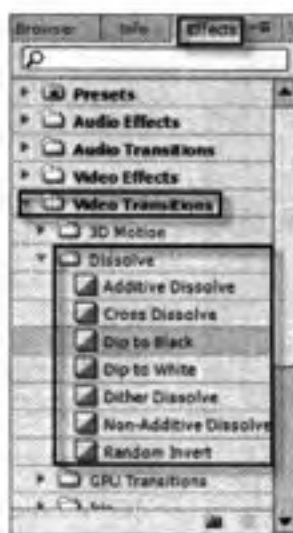 Browser Info Effects
Presets
Audio Effects
Audio Transitions
Video Effects
Video Transitions
3D Motion
Dissolve
Additive Dissolve
Cross Dissolve
Dip to Black
Dip to White
Dither Dissolve
Non-Additive Dissolve
Random Invert
GPU Transitions
Iris